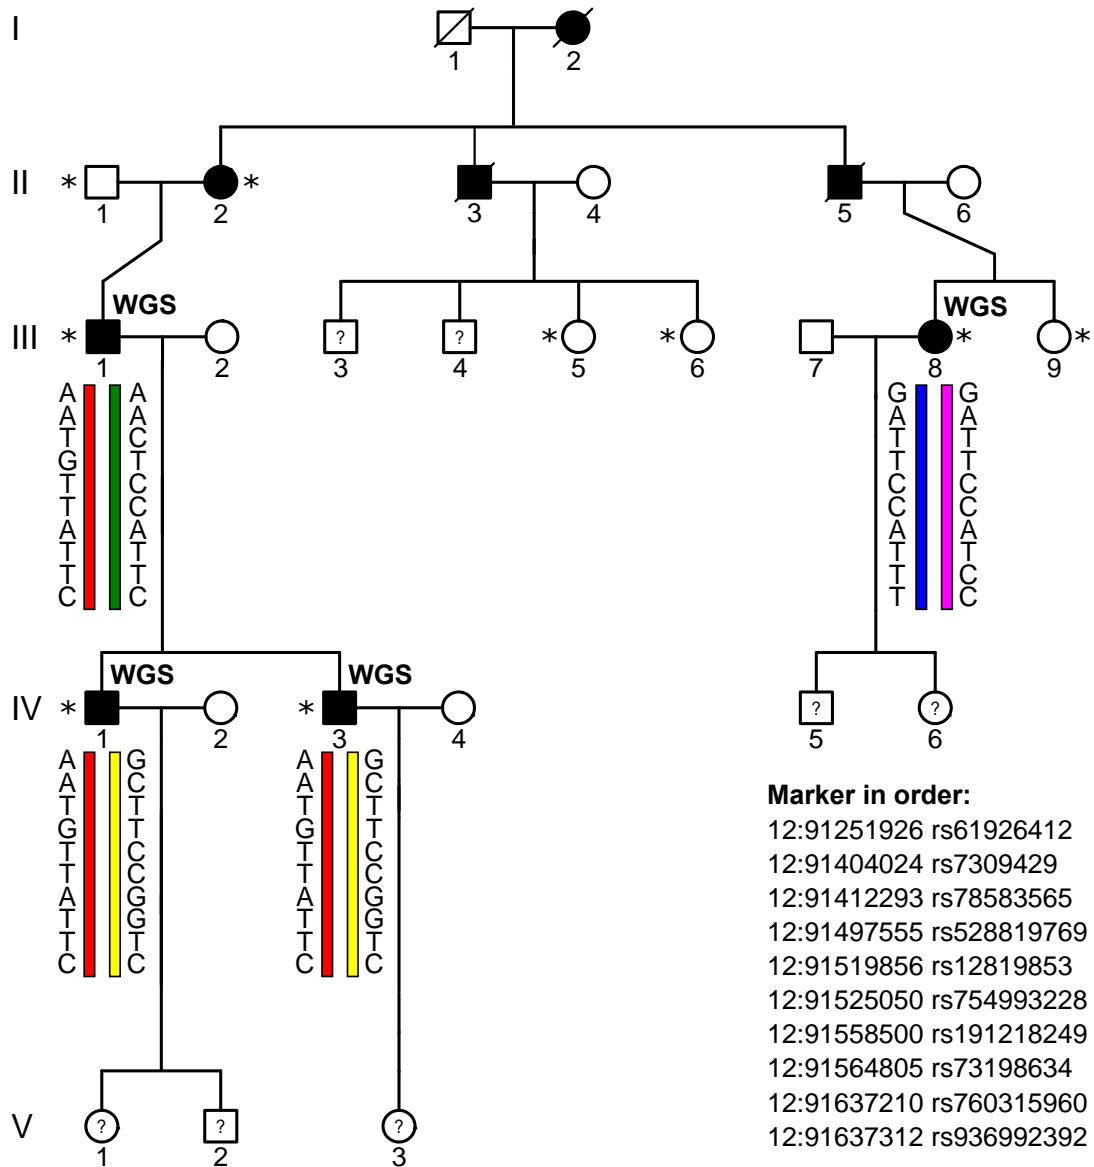 I
1 2
II * * 
1 2 3 4 5 6
WGS WGS
III * ? ? * * * *
1 2 3 4 5 6 7 8 9
A A G G
A A A A
T C T T
G T T T
T C C C
T C C C
A A A A
T T T T
T T T C
C C T C
WGS WGS
IV * * ? ?
1 2 3 4 5 6
A G A G
A C A C
T T T T
G T G T
T C T C
T C T C
A G A G
T G T G
T T T T
C C C C
Marker in order:
12:91251926 rs61926412
12:91404024 rs7309429
12:91412293 rs78583565
12:91497555 rs528819769
12:91519856 rs12819853
12:91525050 rs754993228
12:91558500 rs191218249
12:91564805 rs73198634
12:91637210 rs760315960
12:91637312 rs936992392
V ? ? ?
1 2 3